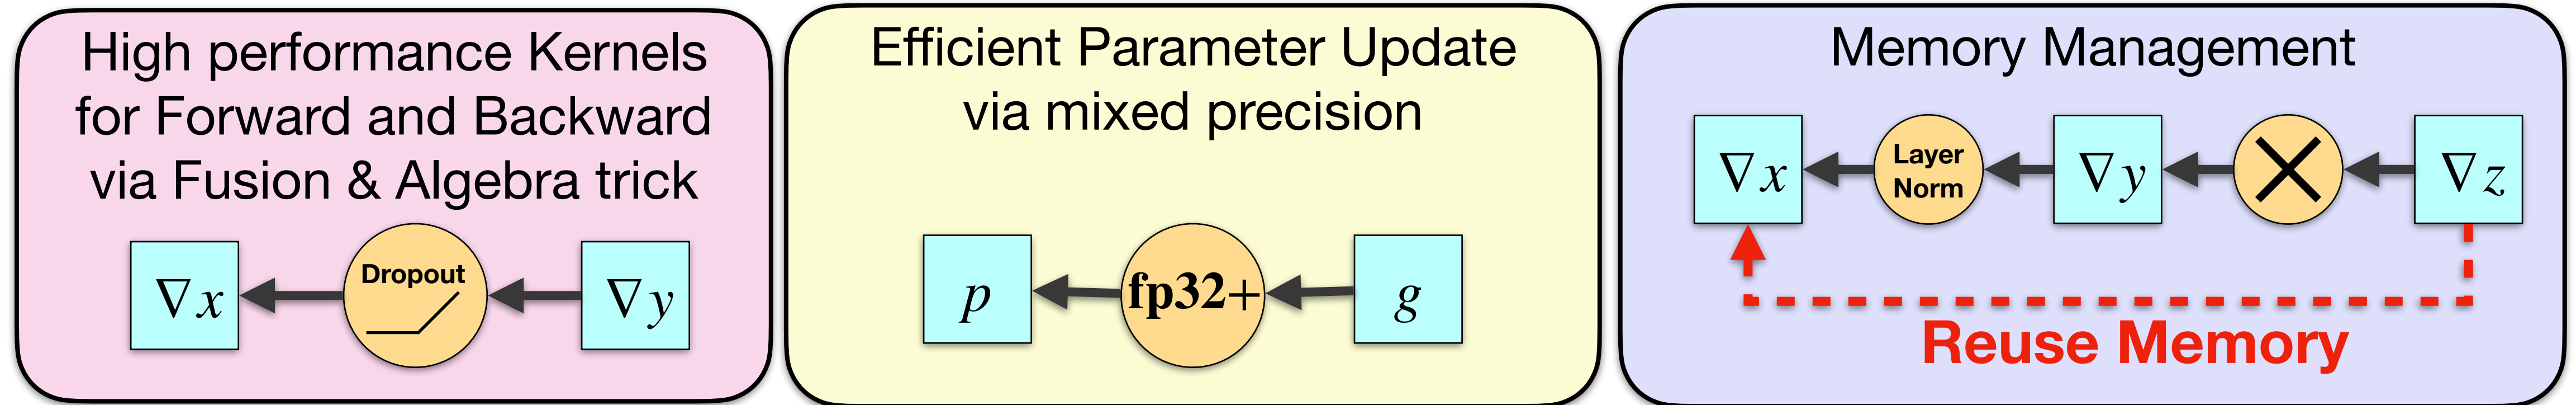 High performance Kernels
for Forward and Backward
via Fusion & Algebra trick
∇x
Dropout
∇y
Efficient Parameter Update
via mixed precision
p
fp32+
g
Memory Management
∇x
Layer
Norm
∇y
×
∇z
Reuse Memory